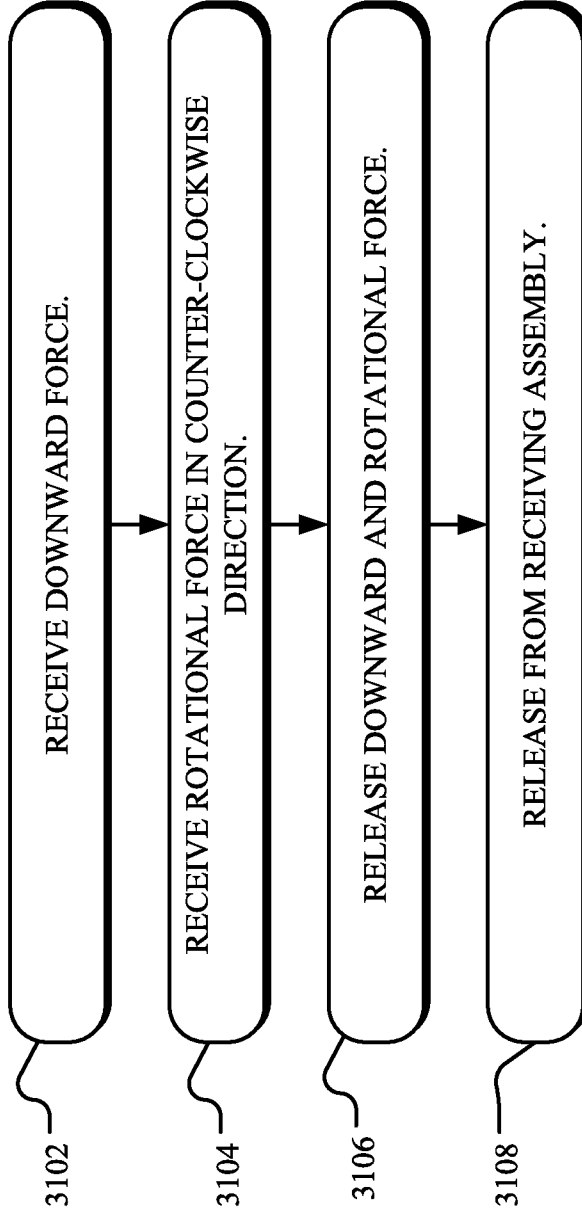 3102
RECEIVE DOWNWARD FORCE.
3104
RECEIVE ROTATIONAL FORCE IN COUNTER-CLOCKWISE
DIRECTION.
3106
RELEASE DOWNWARD AND ROTATIONAL FORCE.
3108
RELEASE FROM RECEIVING ASSEMBLY.